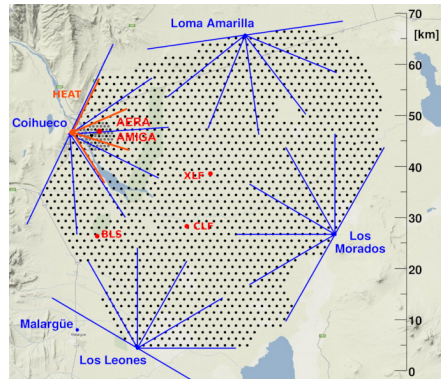 Loma Amarilla
70
[km]
60
HEAT
Coihueco
AERA
AMIGA
50
XLF
40
BLS
CLF
30
Los
Morados
20
Malargüe
10
Los Leones
0